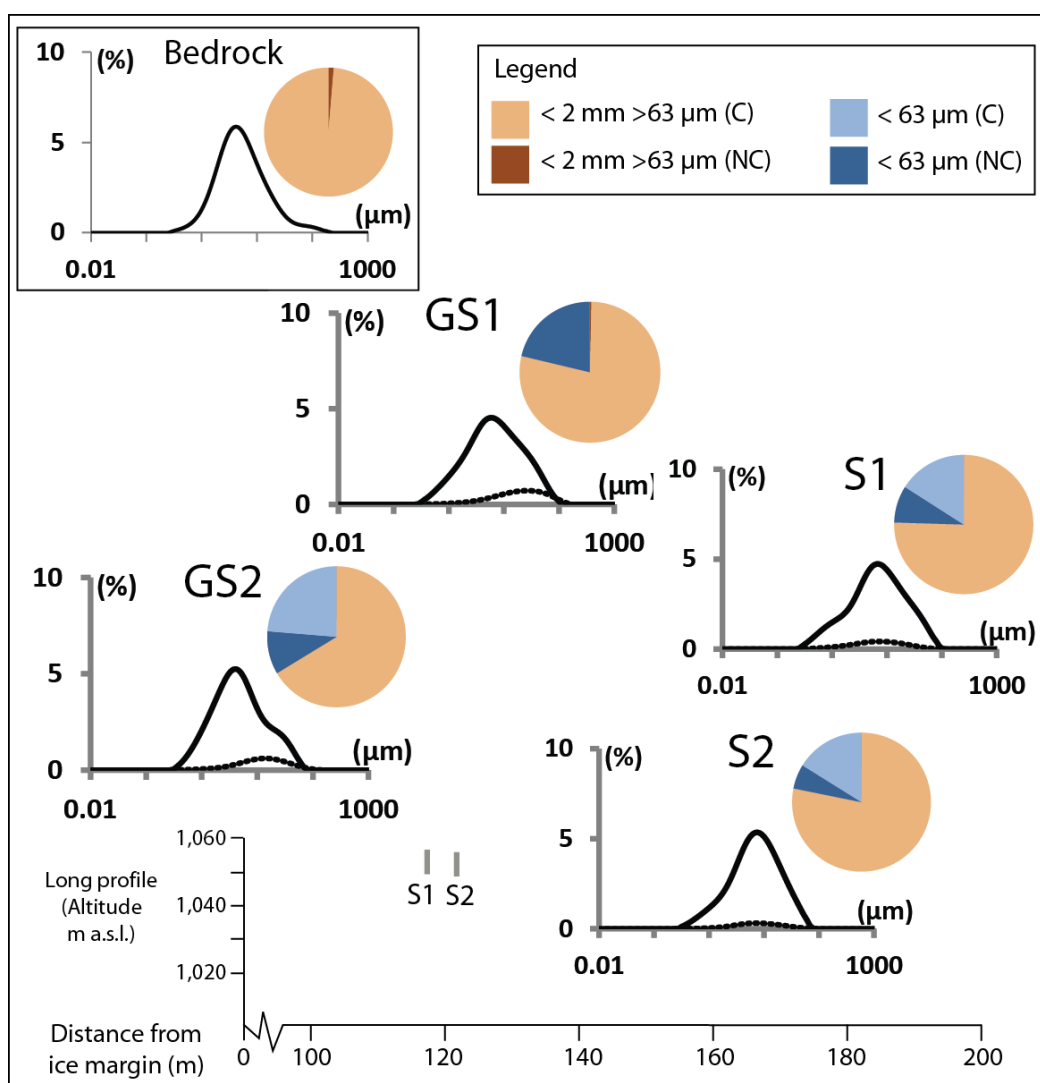 10 (%) Bedrock
5
0
(µm)
0.01 1000
Legend
< 2 mm >63 µm (C)
< 2 mm >63 µm (NC)
< 63 µm (C)
< 63 µm (NC)
10 (%) GS1
5
0
(µm)
0.01 1000
10 (%) S1
5
0
(µm)
0.01 1000
10 (%) GS2
5
0
(µm)
0.01 1000
10 (%) S2
5
0
(µm)
0.01 1000
1,060
1,040
1,020
Long profile
(Altitude
m a.s.l.)
S1 S2
Distance from
ice margin (m)
0 100 120 140 160 180 200